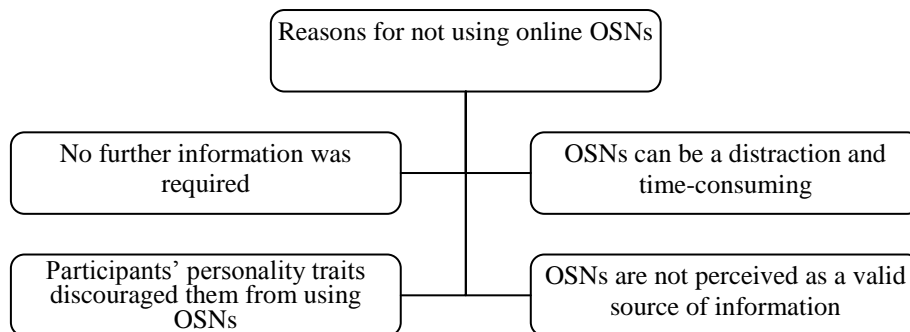 Reasons for not using online OSNs
No further information was
required
OSNs can be a distraction and
time-consuming
Participants’ personality traits
discouraged them from using
OSNs
OSNs are not perceived as a valid
source of information